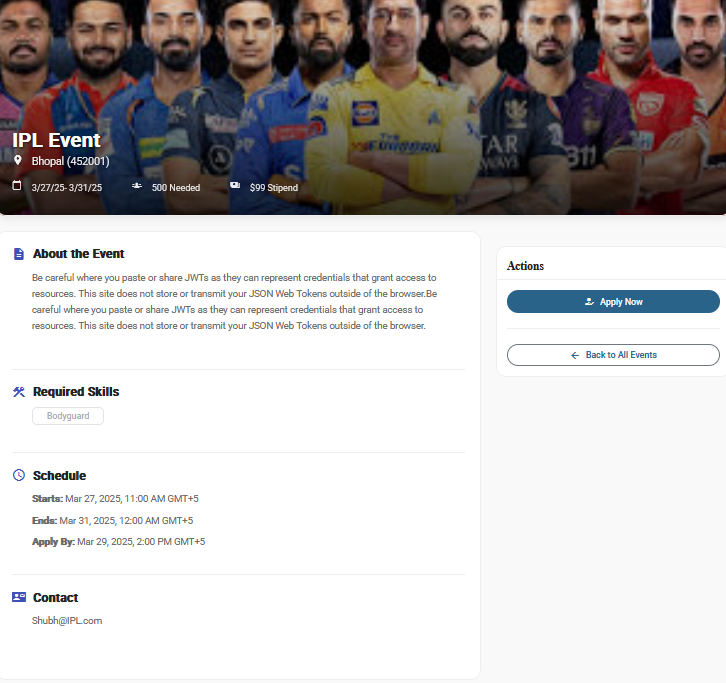 IPL Event
Bhopal (452001)
3/27/25- 3/31/25 500 Needed $99 Stipend
About the Event
Be careful where you paste or share JWTs as they can represent credentials that grant access to
resources. This site does not store or transmit your JSON Web Tokens outside of the browser.Be
careful where you paste or share JWTs as they can represent credentials that grant access to
resources. This site does not store or transmit your JSON Web Tokens outside of the browser.
Required Skills
Bodyguard
Schedule
Starts: Mar 27, 2025, 11:00 AM GMT+5
Ends: Mar 31, 2025, 12:00 AM GMT+5
Apply By: Mar 29, 2025, 2:00 PM GMT+5
Contact
Shubh@IPL.com
Actions
Apply Now
Back to All Events